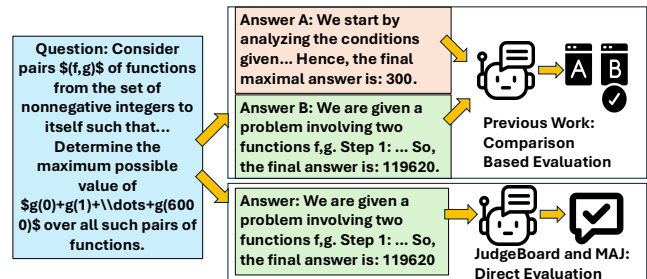 Question: Consider
pairs $(f,g)$ of functions
from the set of
nonnegative integers to
itself such that...
Determine the
maximum possible
value of
$g(0)+g(1)+\\dots+g(600
0)$ over all such pairs of
functions.
Answer A: We start by
analyzing the conditions
given... Hence, the final
maximal answer is: 300.
Answer B: We are given a
problem involving two
functions f,g. Step 1: ... So,
the final answer is: 119620.
A
B
Previous Work:
Comparison
Based Evaluation
Answer: We are given a
problem involving two
functions f,g. Step 1: ... So,
the final answer is: 119620
JudgeBoard and MAJ:
Direct Evaluation